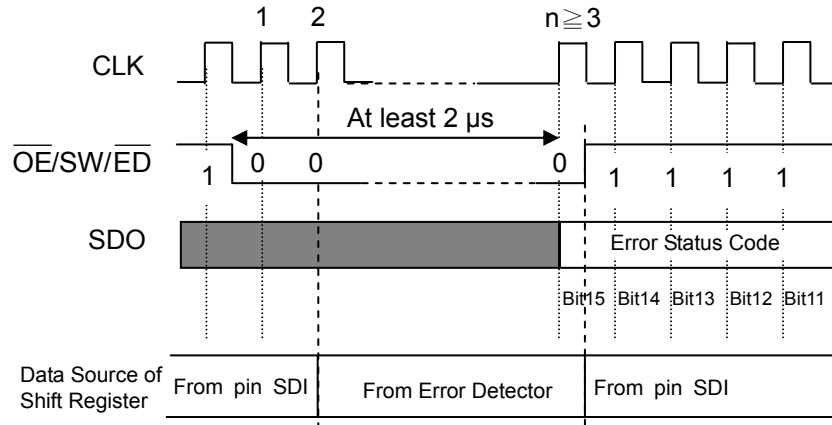 1 2 n≧3
CLK
At least 2 μs
OE/SW/ED
1 0 0 0 1 1 1 1
SDO
Error Status Code
Bit15 Bit14 Bit13 Bit12 Bit11
Data Source of
Shift Register
From pin SDI
From Error Detector
From pin SDI